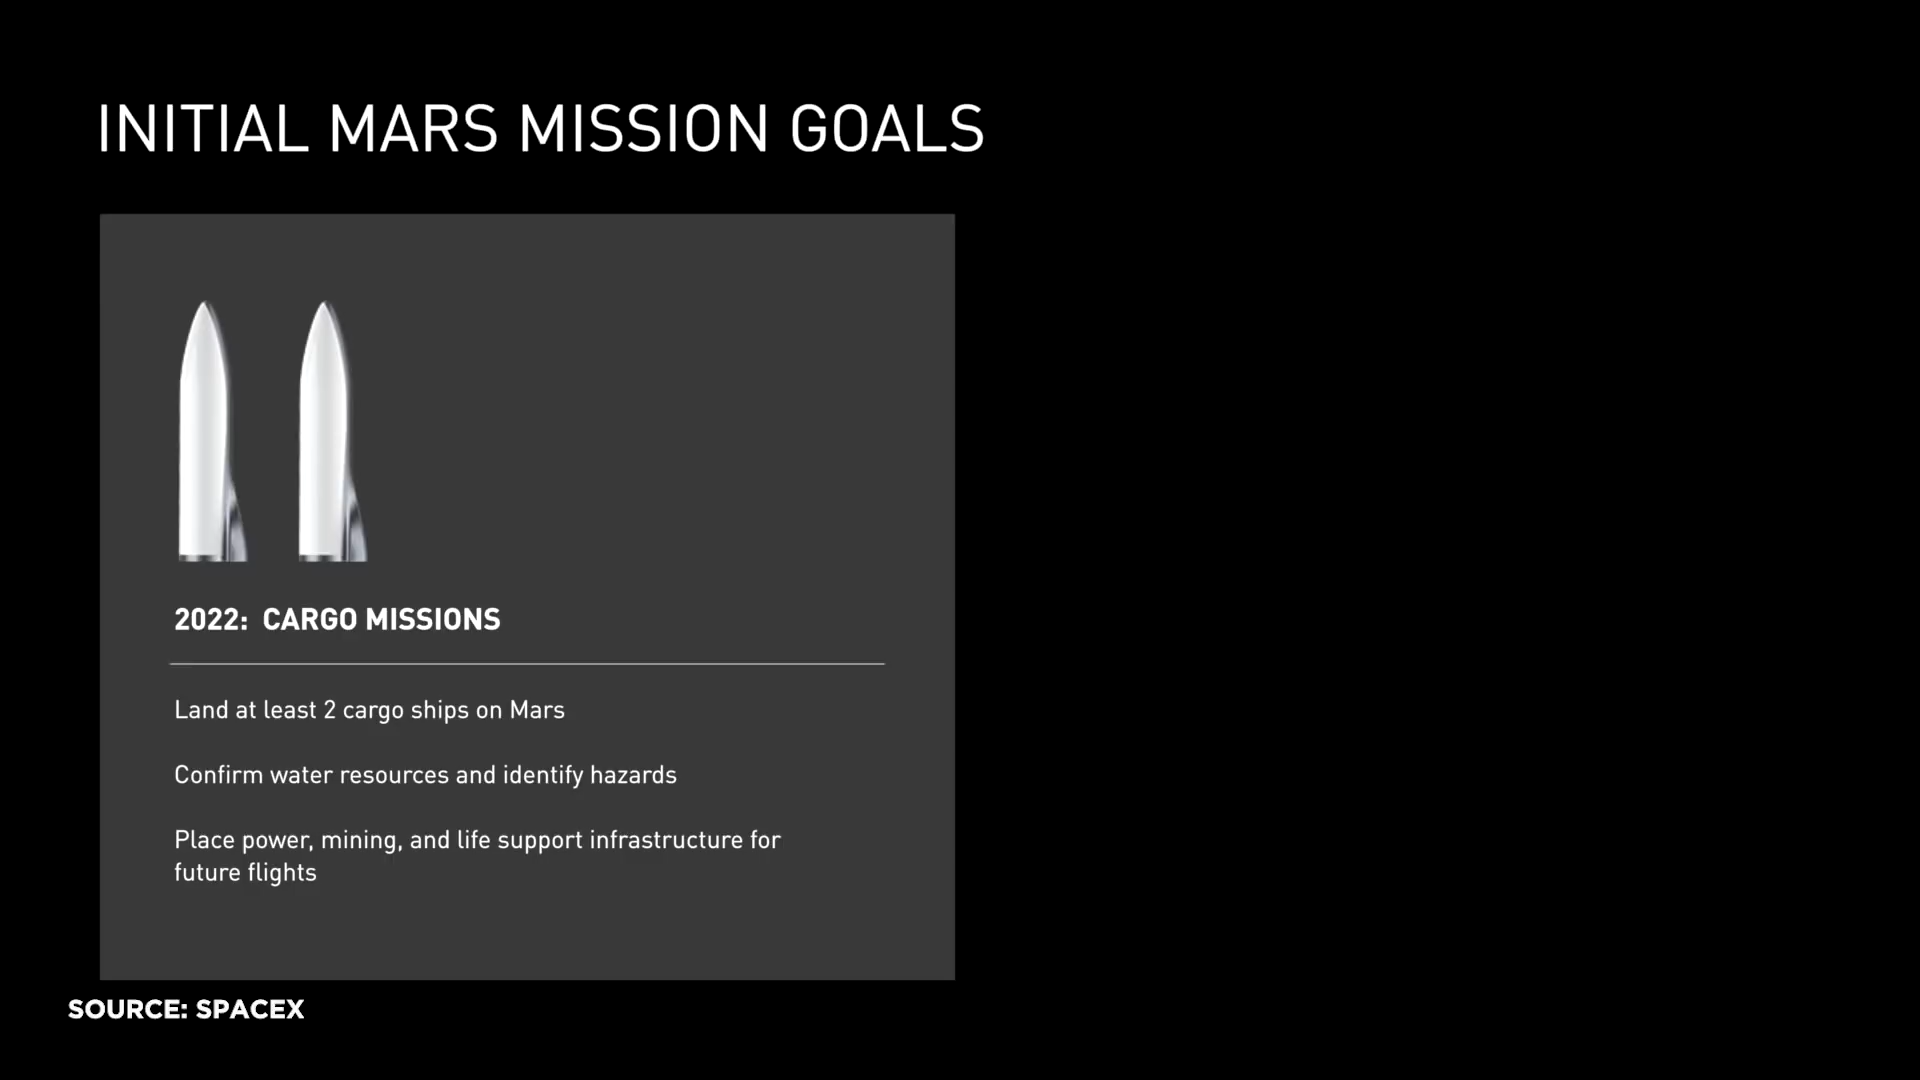 INITIAL MARS MISSION GOALS
2022: CARGO MISSIONS
Land at least 2 cargo ships on Mars
Confirm water resources and identify hazards
Place power, mining, and life support infrastructure for
future flights
SOURCE: SPACEX